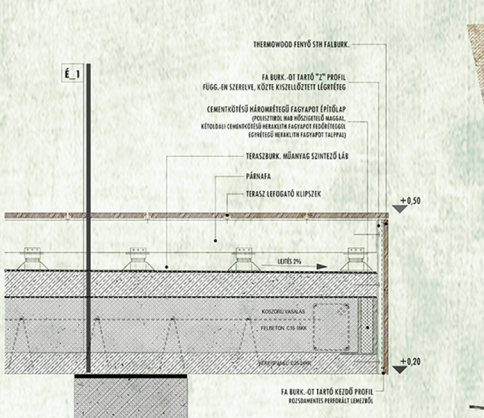 THERMOWOOD FENYŐ STH FALBURK.
É_1
FA BURK.-OT TARTÓ "Z" PROFIL
FÜGG.-EN SZERELVE, KÖZTE KISZELLŐZTETT LÉGRTÉTEG
CEMENTKÖTÉSŰ HÁROMRÉTEGŰ FAGYAPOT ÉPÍTŐLAP
(POLISZTIROL HAB HŐSZIGETELŐ MAGGAL,
KÉTOLDALI CEMENTKÖTÉSŰ HERAKLITH FAGYAPOT FEDŐRÉTEGGEL
EGYRÉTEGŰ HERAKLITH FAGYAPOT TALPPAL)
TERASZBURK. MŰANYAG SZINTEZŐ LÁB
PÁRNAFA
TERASZ LEFOGATÓ KLIPSZEK
+0,50
LEJTÉS 2%
KOSZORÚ VASALÁS
FELBETON C16-16KK
+0,20
FA BURK.-OT TARTÓ KEZDŐ PROFIL
ROZSDAMENTES PERFORÁLT LEMEZBŐL